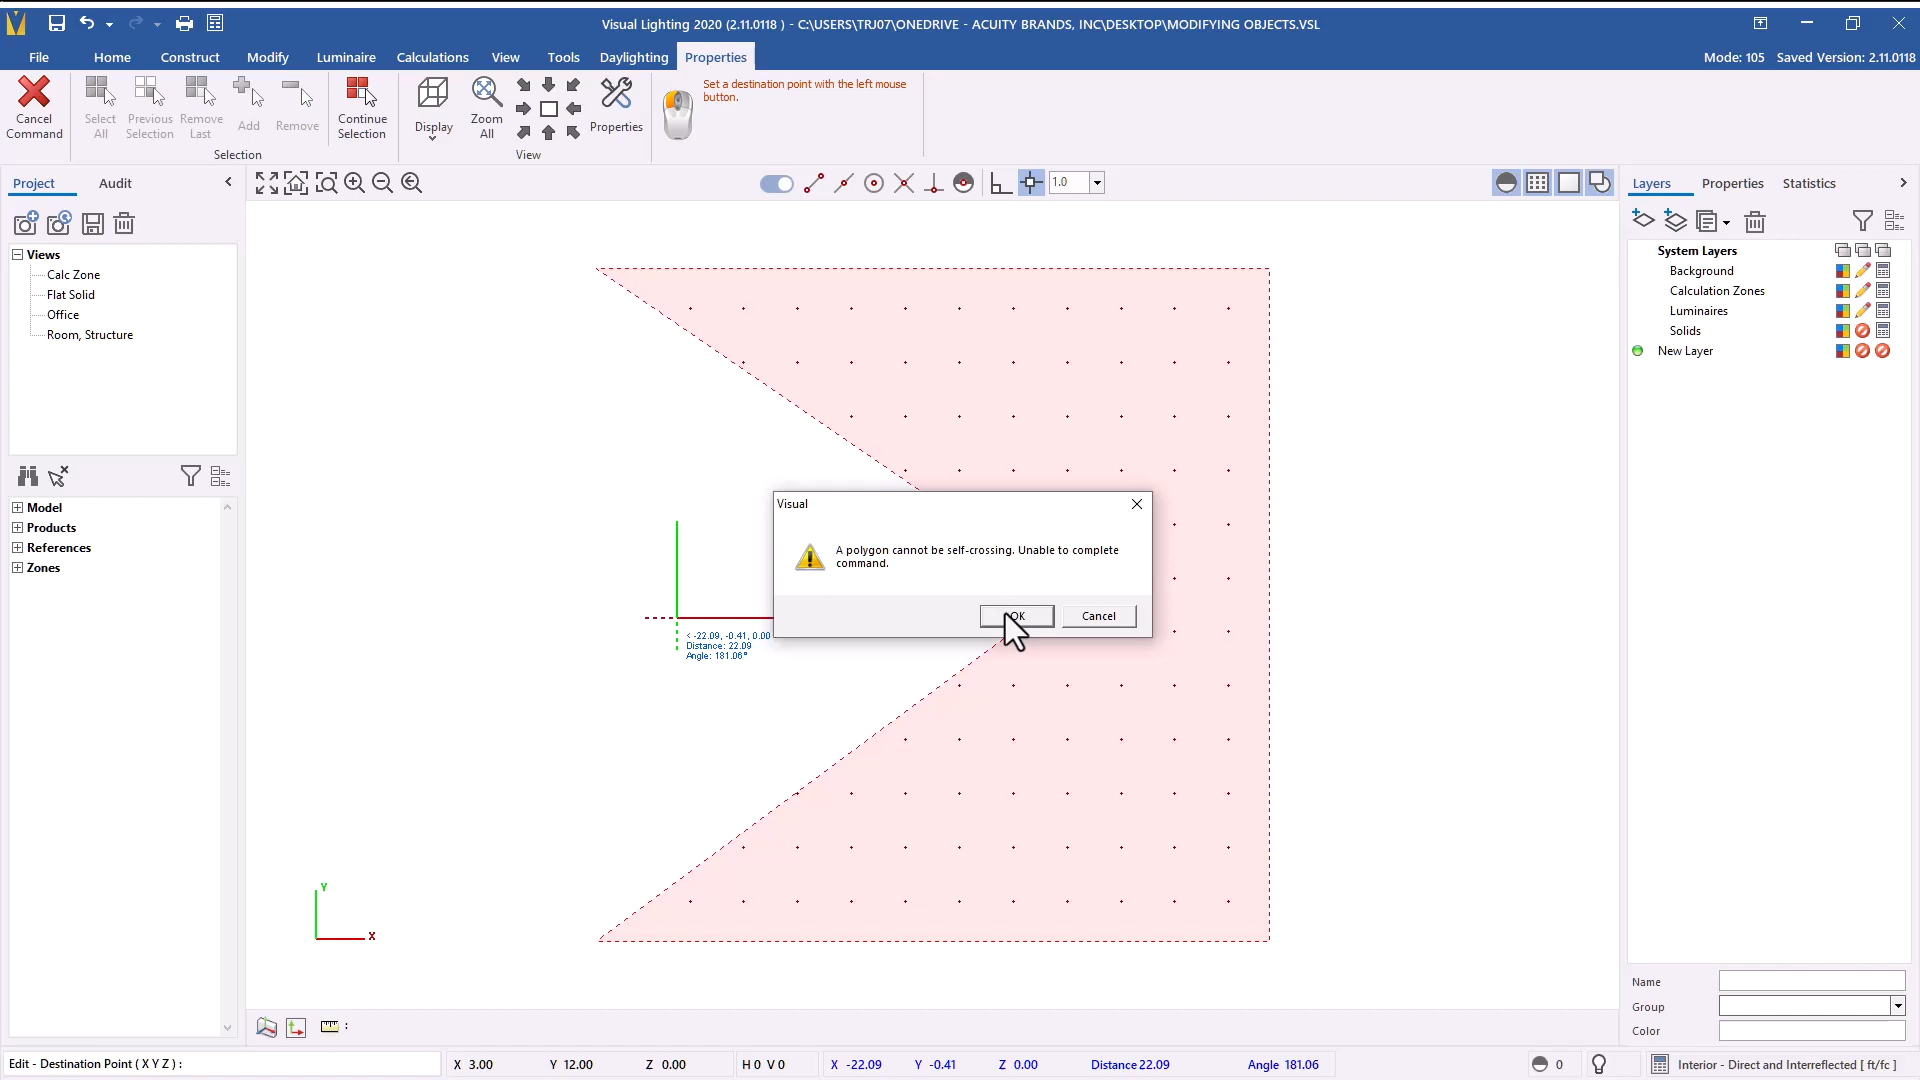 Visual Lighting 2020 (2.11.0118 ) - C:\USERS\TRJ07\ONEDRIVE - ACUITY BRANDS, INC\DESKTOP\MODIFYING OBJECTS.VSL
File Home Construct Modify Luminaire Calculations View Tools Daylighting Properties
Mode: 105 Saved Version: 2.11.0118
Cancel Command
Select All
Previous Selection
Remove Last
Add
Remove
Continue Selection
Selection
Display
Zoom All
Properties
View
Set a destination point with the left mouse
button.
Project Audit
1.0
Layers Properties Statistics
Views
Calc Zone
Flat Solid
Office
Room, Structure
Model
Products
References
Zones
System Layers
Background
Calculation Zones
Luminaires
Solids
New Layer
Visual
A polygon cannot be self-crossing. Unable to complete
command.
OK Cancel
< -22.09, -0.41, 0.00
Distance: 22.09
Angle: 181.06°
Y
X
Name
Group
Color
:
Edit - Destination Point ( X Y Z ) :
X 3.00 Y 12.00 Z 0.00 H 0 V 0 X -22.09 Y -0.41 Z 0.00 Distance 22.09 Angle 181.06 0 Interior - Direct and Interreflected [ ft/fc ]